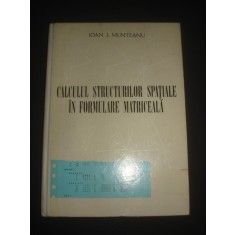 IOAN I. MUNTEANU
CALCULUL STRUCTURILOR SPAȚIALE
ÎN FORMULARE MATRICEALĂ